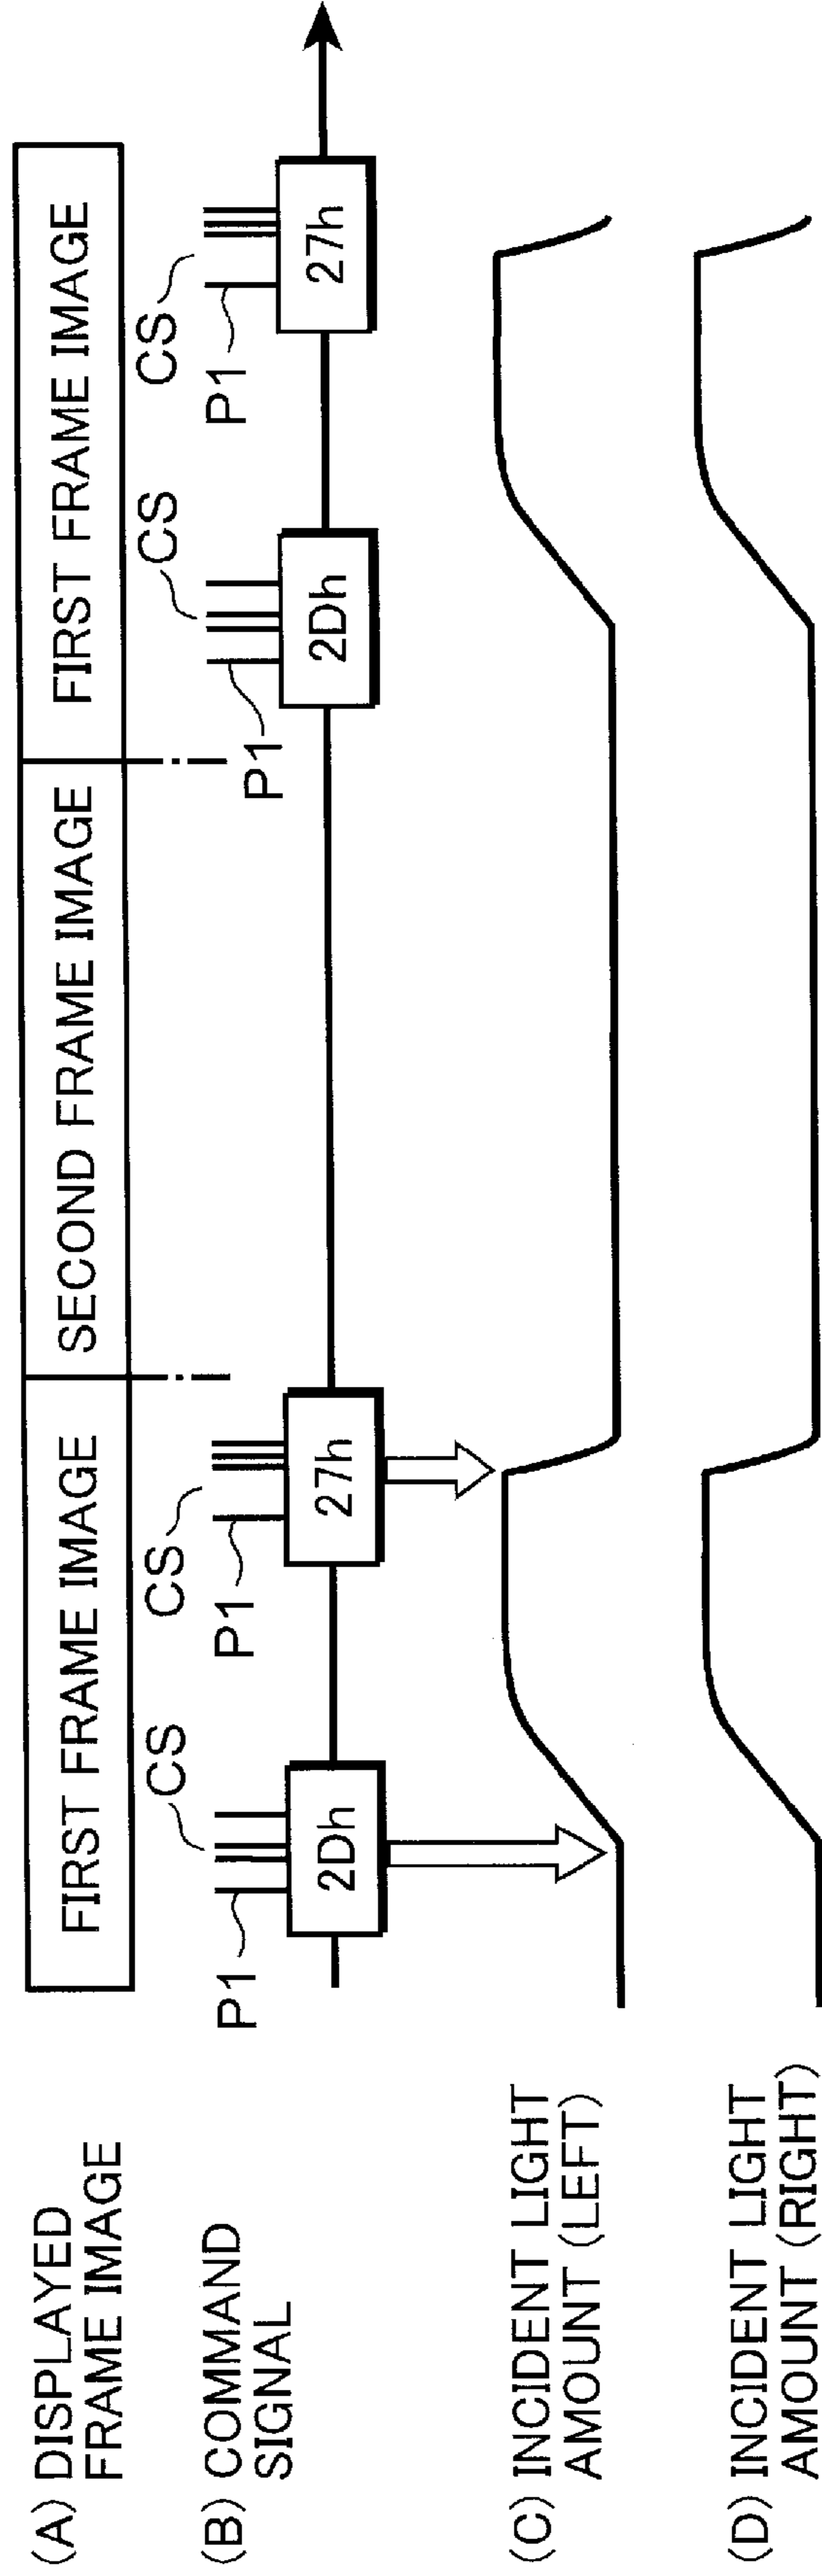 (A) DISPLAYED
FRAME IMAGE
FIRST FRAME IMAGE
SECOND FRAME IMAGE
FIRST FRAME IMAGE
(B) COMMAND
SIGNAL
P1
CS
2Dh
P1
CS
27h
P1
CS
2Dh
P1
CS
27h
(C) INCIDENT LIGHT
AMOUNT (LEFT)
(D) INCIDENT LIGHT
AMOUNT (RIGHT)